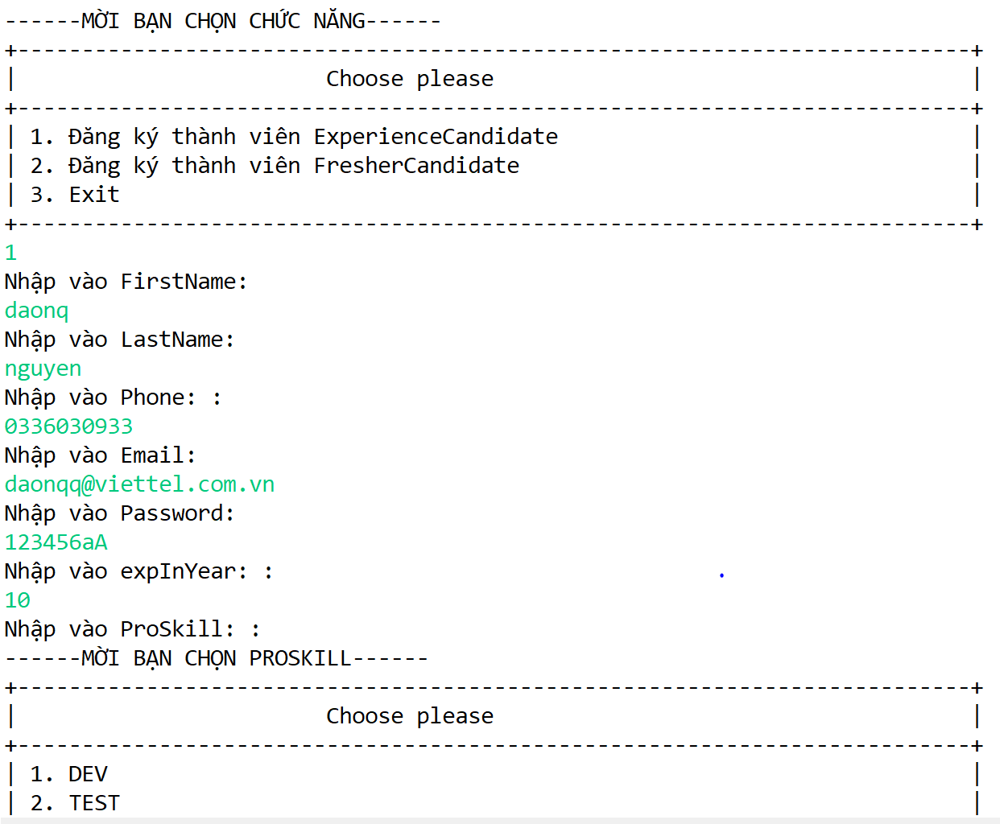 ------MỜI BẠN CHỌN CHỨC NĂNG------
+--------------------------------------------------------------------------+
|                        Choose please                                     |
+--------------------------------------------------------------------------+
| 1. Đăng ký thành viên ExperienceCandidate                                |
| 2. Đăng ký thành viên FresherCandidate                                   |
| 3. Exit                                                                  |
+--------------------------------------------------------------------------+
1
Nhập vào FirstName:
daonq
Nhập vào LastName:
nguyen
Nhập vào Phone: :
0336030933
Nhập vào Email:
daonqq@viettel.com.vn
Nhập vào Password:
123456aA
Nhập vào expInYear: :
10
Nhập vào ProSkill: :
------MỜI BẠN CHỌN PROSKILL------
+--------------------------------------------------------------------------+
|                        Choose please                                     |
+--------------------------------------------------------------------------+
| 1. DEV                                                                   |
| 2. TEST                                                                  |